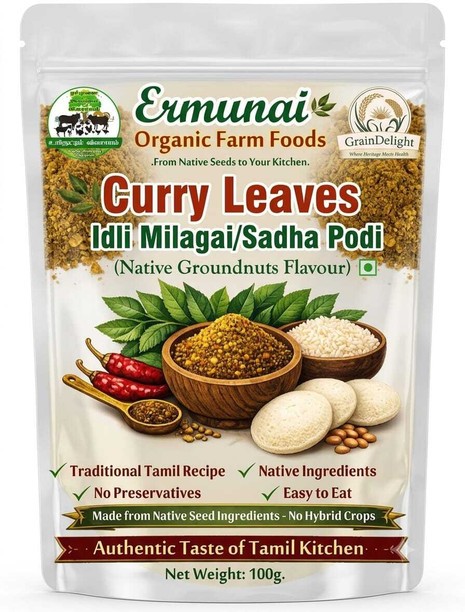 Ermunai
Organic Farm Foods
.From Native Seeds to Your Kitchen.
GrainDelight
Where Heritage Meets Health
Curry Leaves
Idli Milagai/Sadha Podi
(Native Groundnuts Flavour)
Traditional Tamil Recipe
Native Ingredients
No Preservatives
Easy to Eat
Made from Native Seed Ingredients - No Hybrid Crops
Authentic Taste of Tamil Kitchen
Net Weight: 100g.